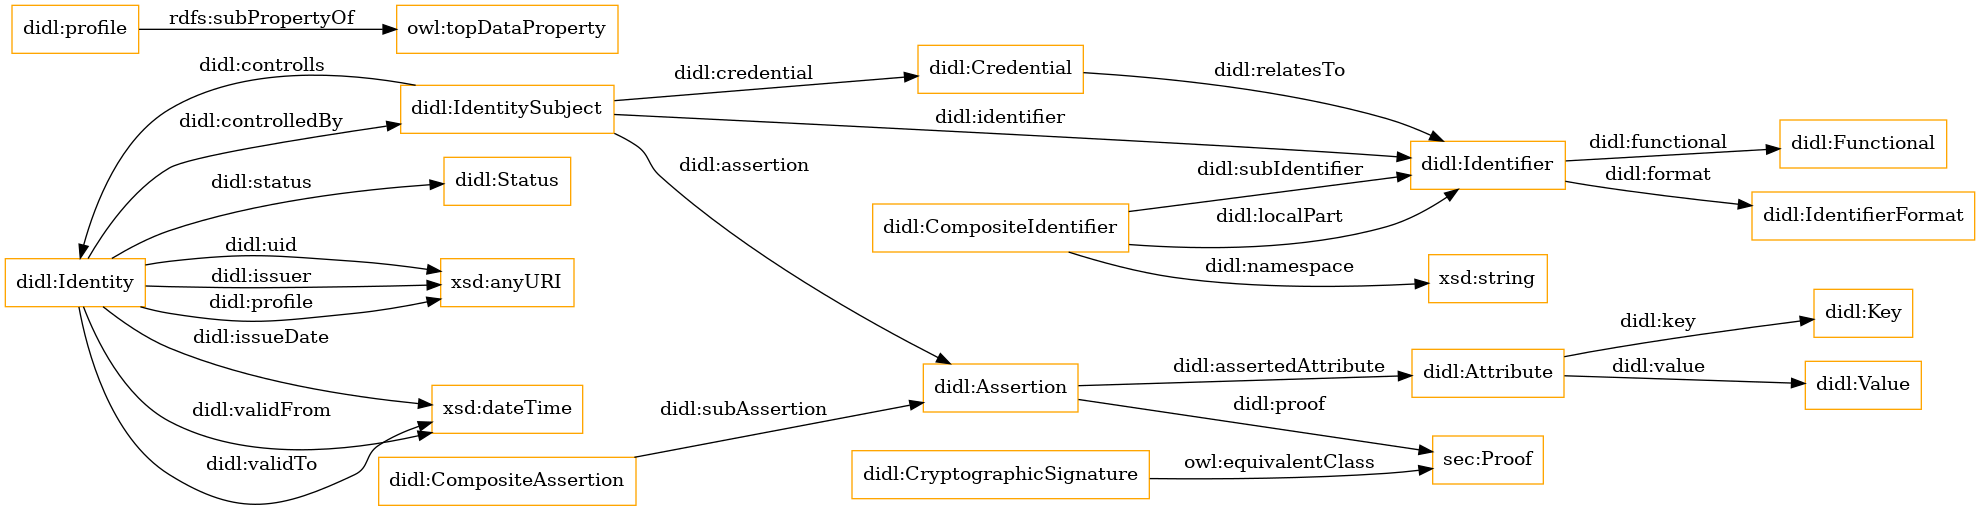 didl:profile
rdfs:subPropertyOf
owl:topDataProperty
didl:controlls
didl:IdentitySubject
didl:credential
didl:Credential
didl:relatesTo
didl:controlledBy
didl:identifier
didl:assertion
didl:Identifier
didl:functional
didl:Functional
didl:format
didl:IdentifierFormat
didl:status
didl:Status
didl:subIdentifier
didl:CompositeIdentifier
didl:localPart
didl:namespace
xsd:string
didl:Identity
didl:uid
didl:issuer
didl:profile
xsd:anyURI
didl:issueDate
didl:validFrom
didl:validTo
xsd:dateTime
didl:subAssertion
didl:CompositeAssertion
didl:Assertion
didl:assertedAttribute
didl:Attribute
didl:key
didl:Key
didl:value
didl:Value
didl:proof
didl:CryptographicSignature
owl:equivalentClass
sec:Proof